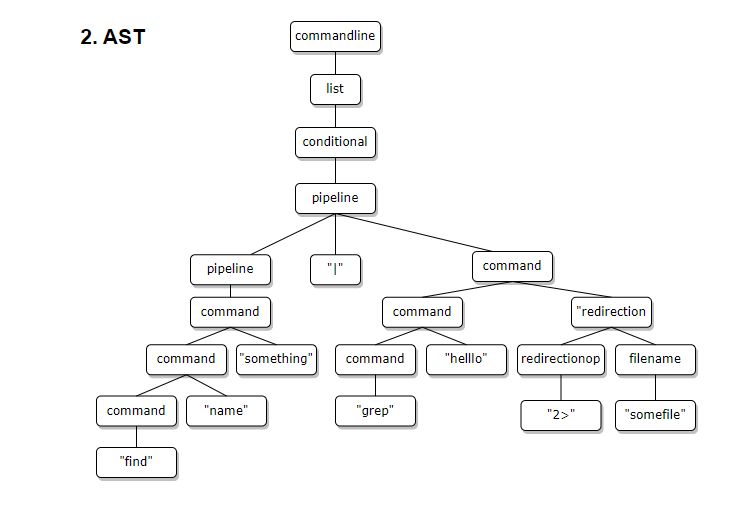 2. AST
commandline
list
conditional
pipeline
pipeline "|" command
command command "redirection
command "something" command "helllo" redirectionop filename
command "name" "grep" "2>" "somefile"
"find"